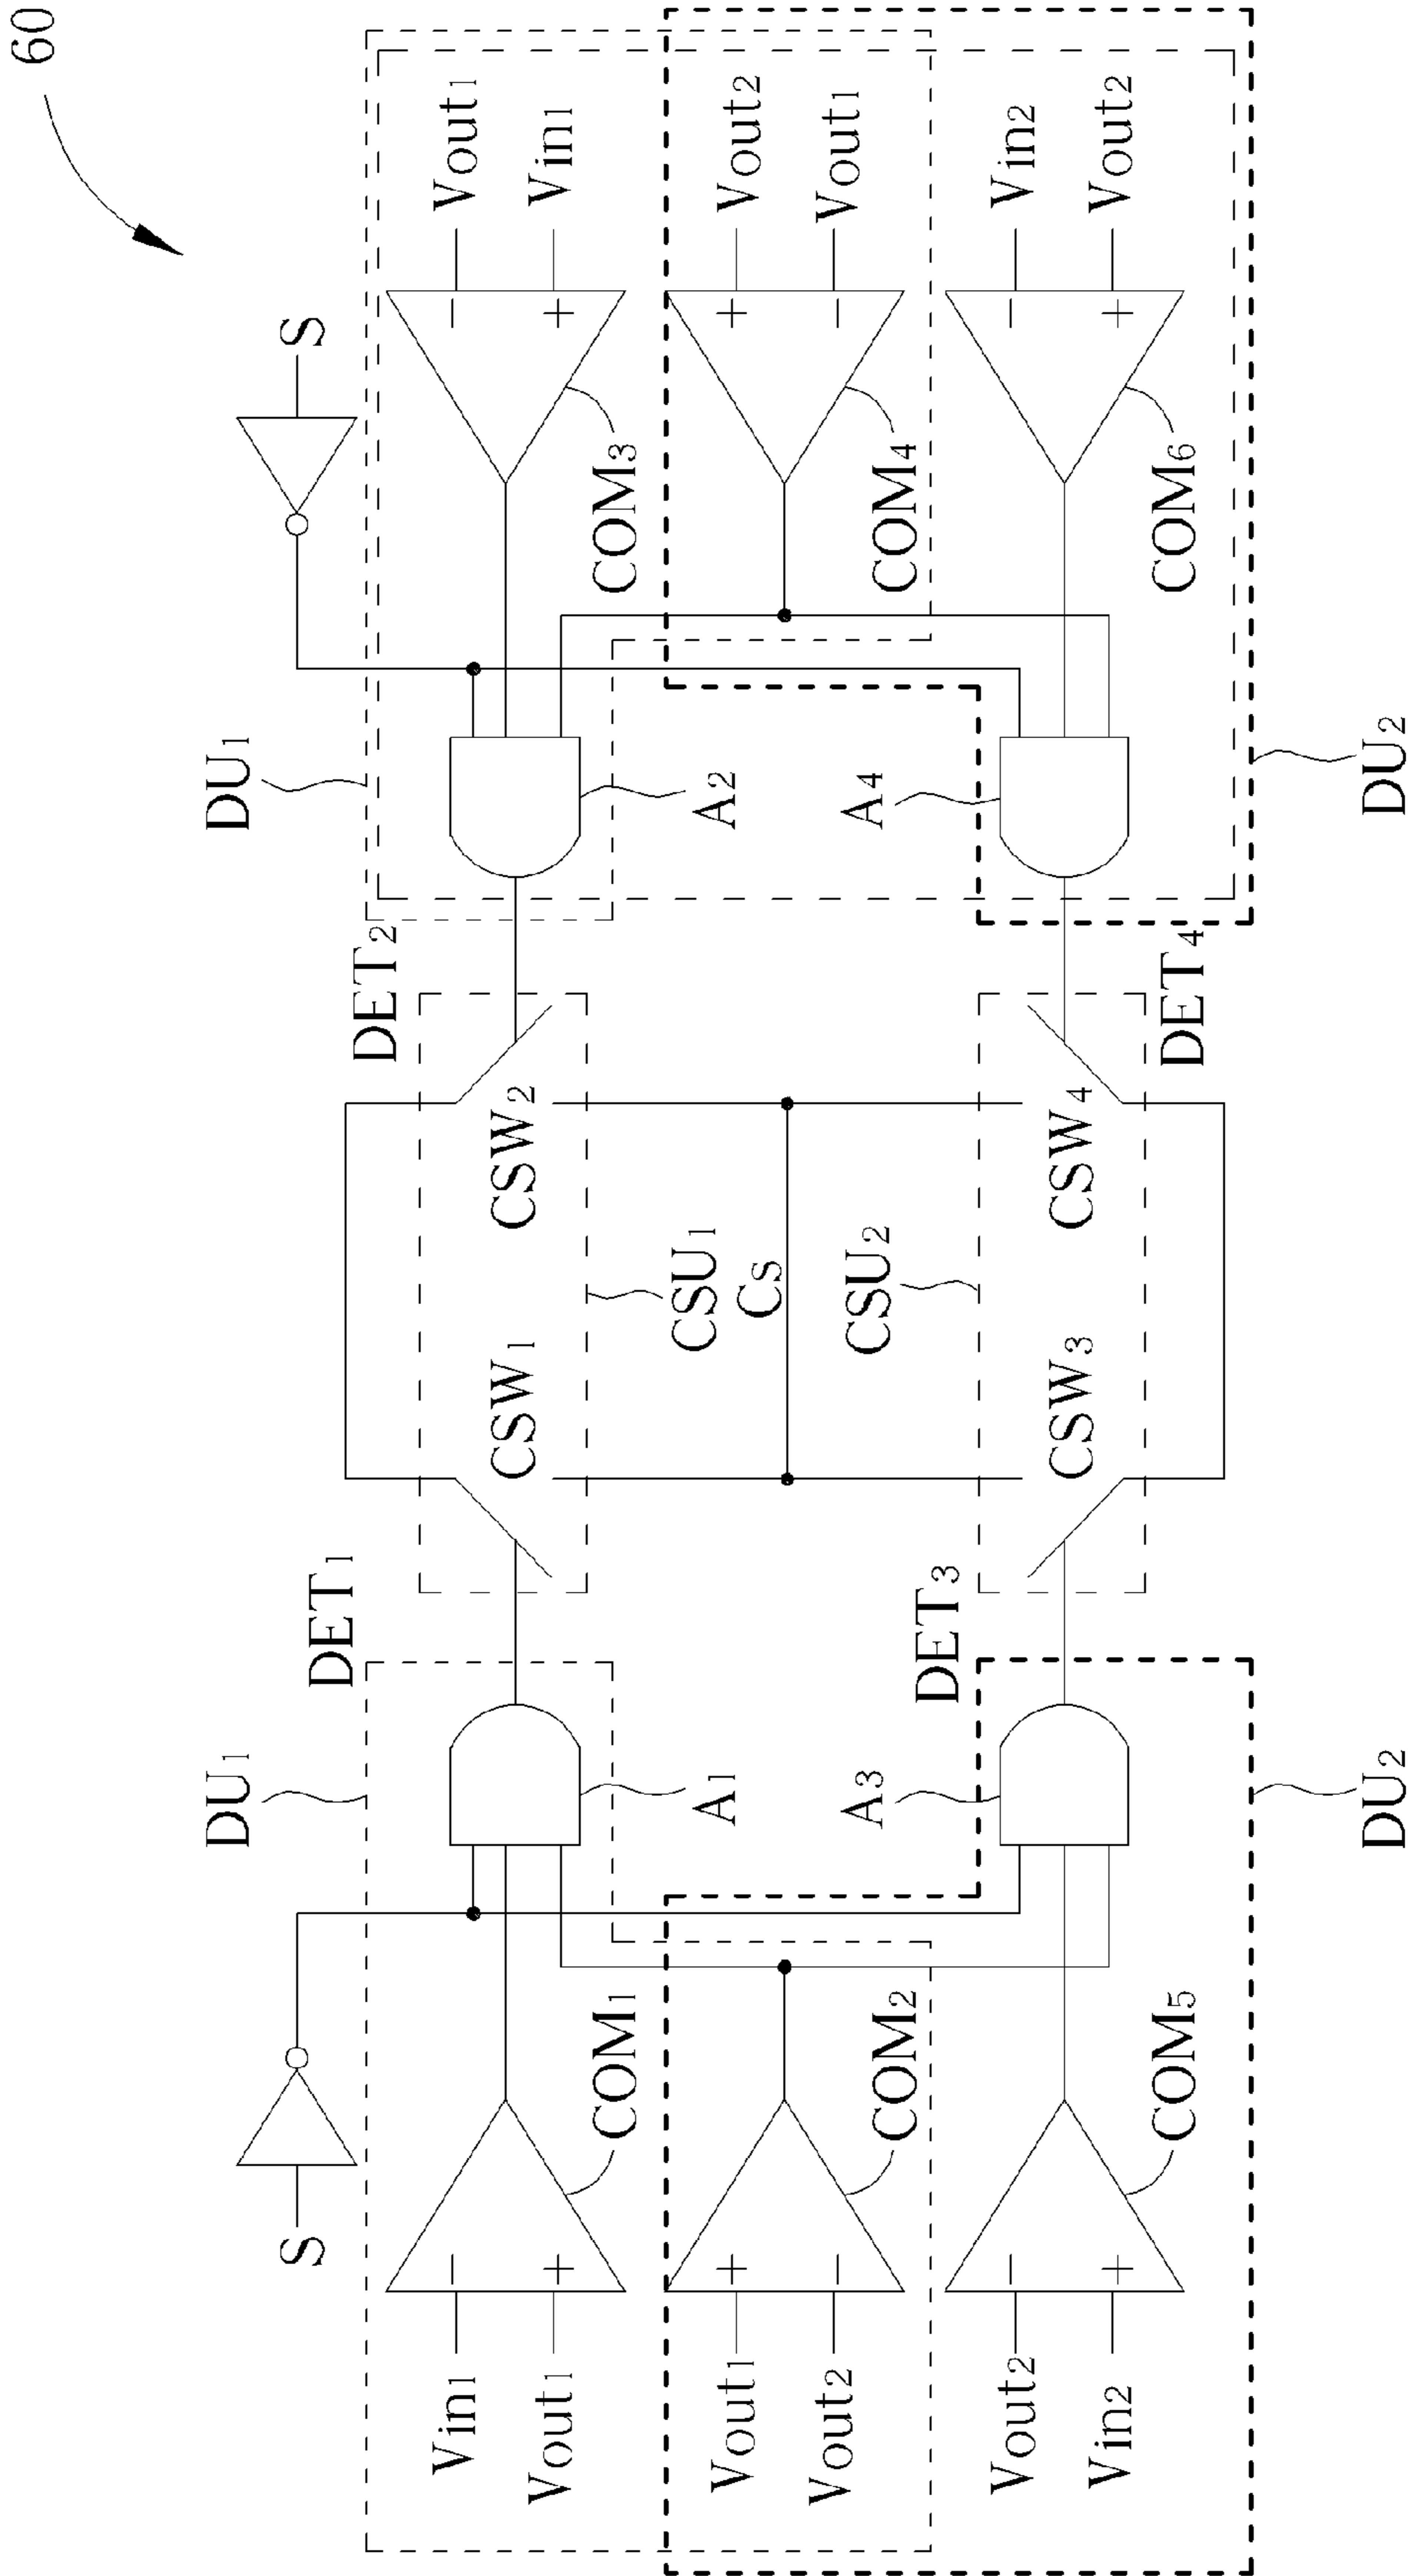 60
DU₁
DU₁
S
S
DET₁
DET₂
Vin₁
−
−
Vout₁
CSW₁
CSW₂
Vout₁
+
+
Vin₁
COM₁
COM₃
A₁
CSU₁
A₂
Vout₁
+
+
Vout₂
Cs
Vout₂
−
−
Vout₁
A₃
CSU₂
A₄
COM₂
COM₄
DET₃
Vout₂
−
−
Vin₂
CSW₃
CSW₄
Vin₂
+
+
Vout₂
COM₅
COM₆
DET₄
DU₂
DU₂